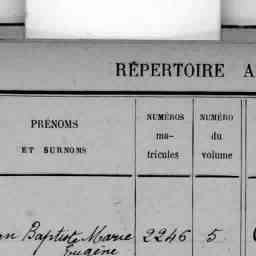 RÉPERTOIRE A
PRÉNOMS
ET SURNOMS
NUMÉROS
ma-
tricules
NUMÉRO
du
volume
Baptiste Marie 2246 5
Eugène